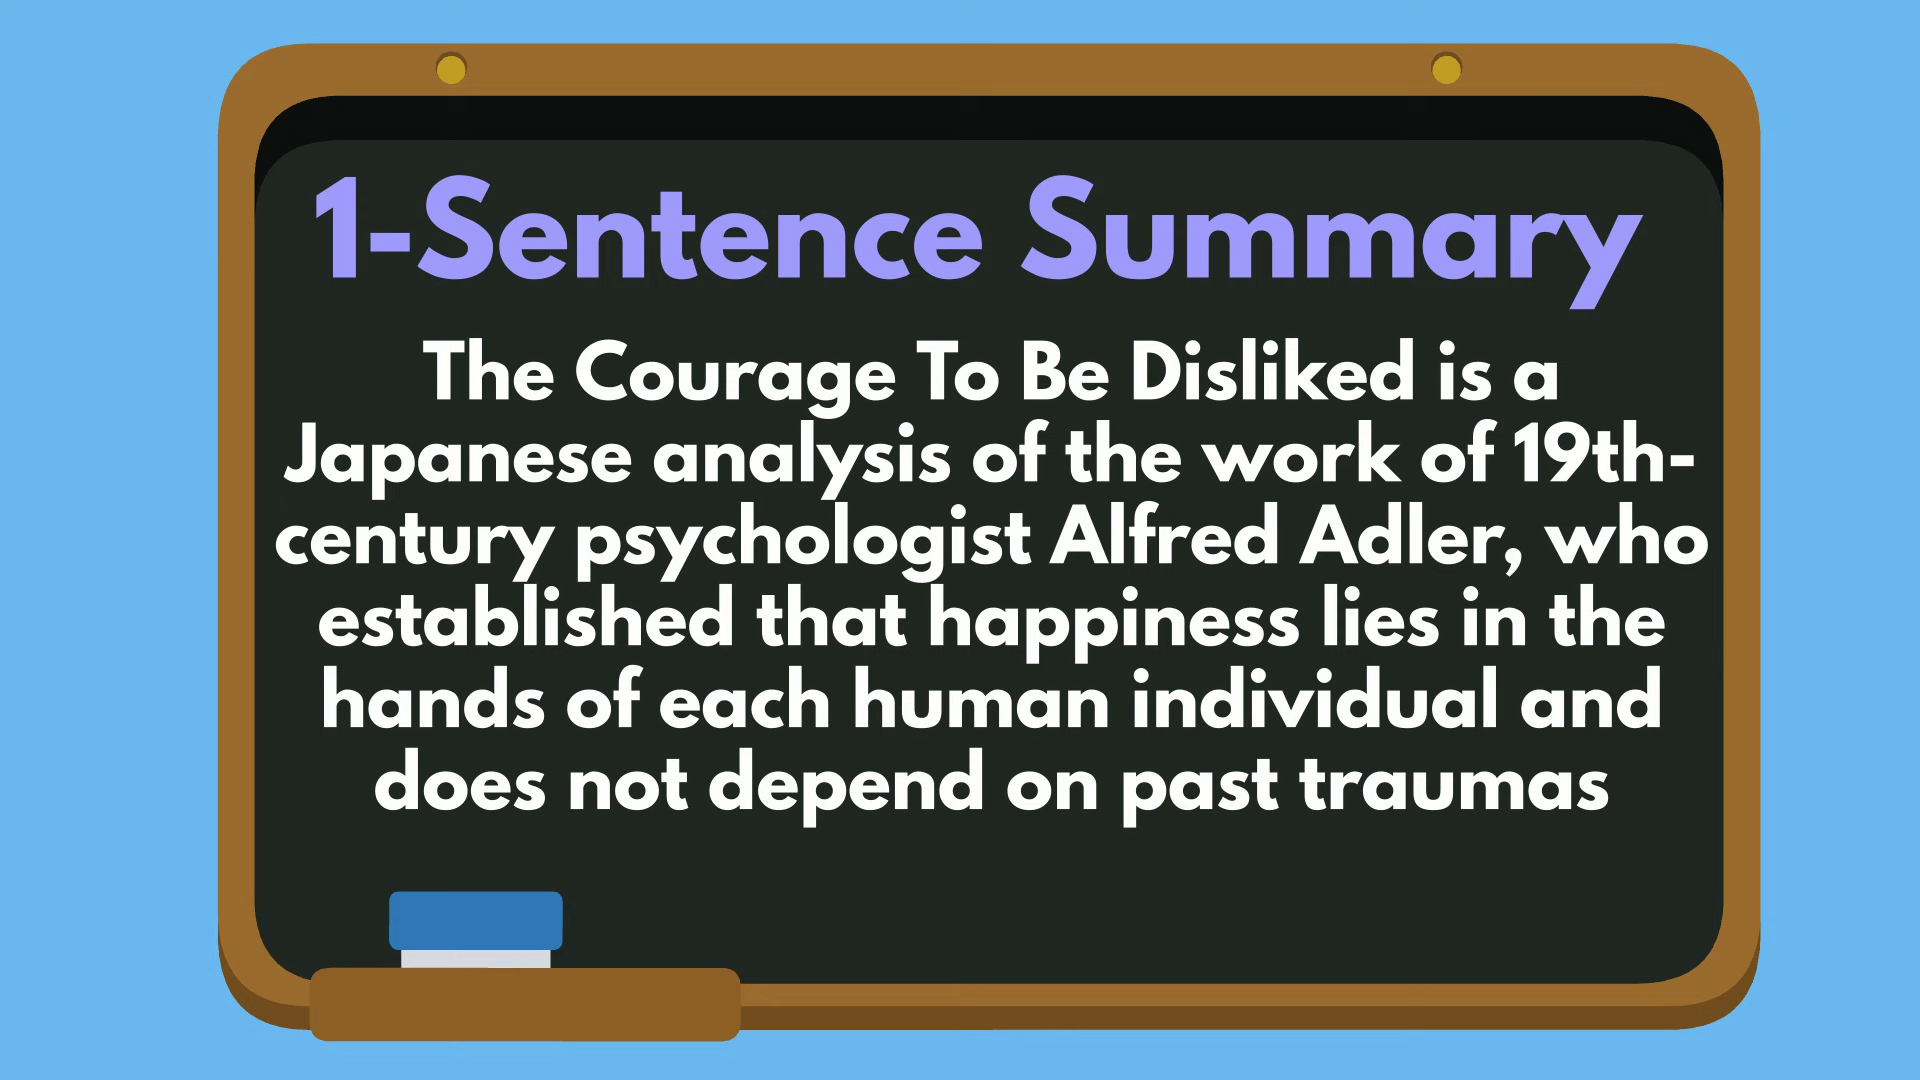 1-Sentence Summary
The Courage To Be Disliked is a
Japanese analysis of the work of 19th-
century psychologist Alfred Adler, who
established that happiness lies in the
hands of each human individual and
does not depend on past traumas